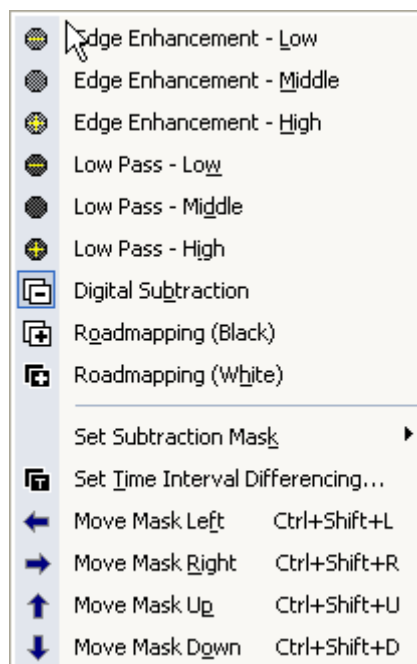 Edge Enhancement - Low
Edge Enhancement - Middle
Edge Enhancement - High
Low Pass - Low
Low Pass - Middle
Low Pass - High
Digital Subtraction
Roadmapping (Black)
Roadmapping (White)
Set Subtraction Mask
Set Time Interval Differencing...
Move Mask Left Ctrl+Shift+L
Move Mask Right Ctrl+Shift+R
Move Mask Up Ctrl+Shift+U
Move Mask Down Ctrl+Shift+D